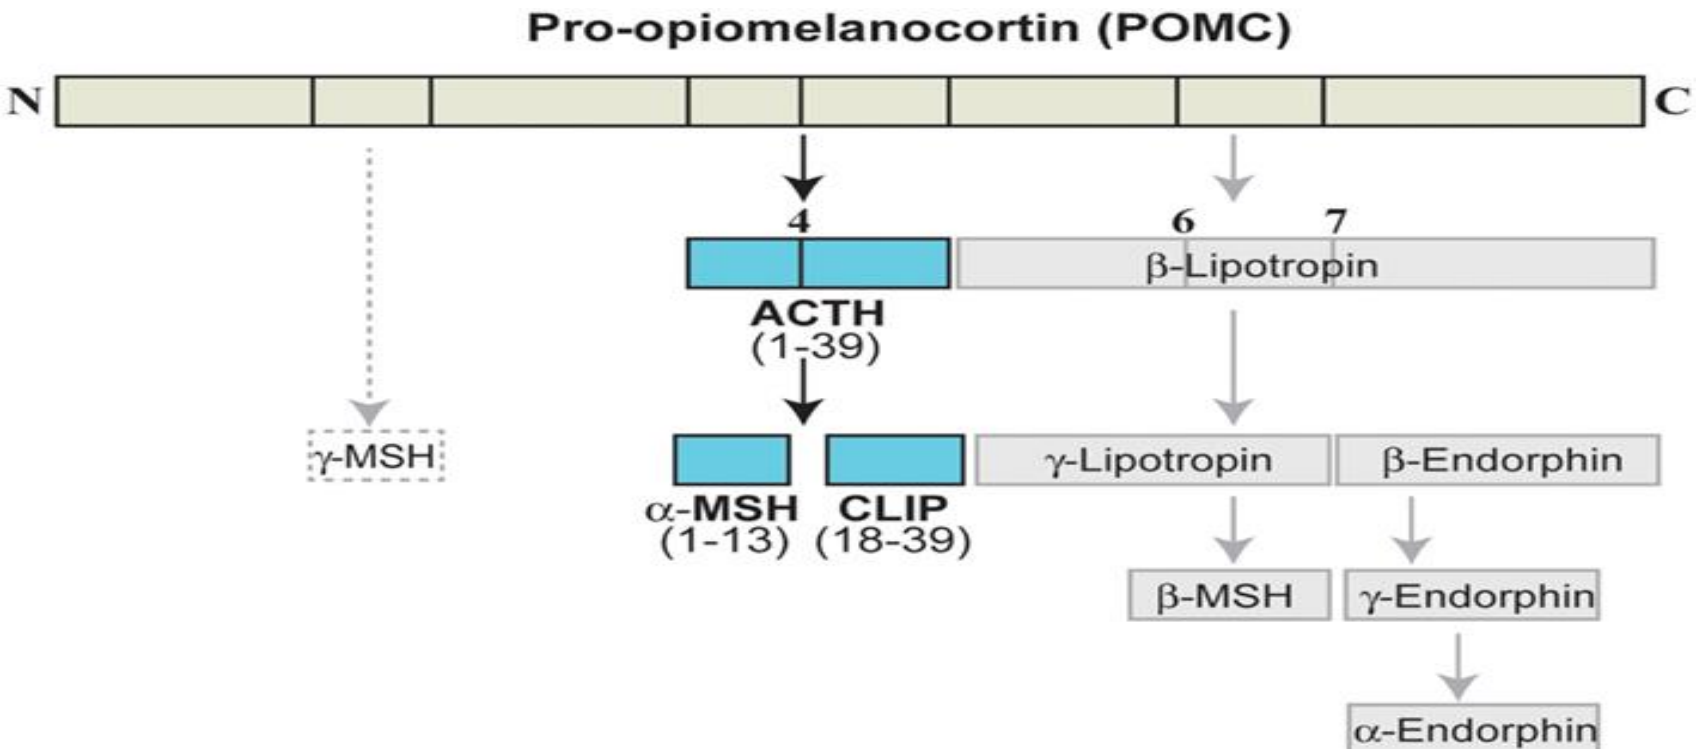 Pro-opiomelanocortin (POMC)
N
C
4
6
7
β-Lipotropin
ACTH
(1-39)
γ-MSH
γ-Lipotropin
β-Endorphin
α-MSH
CLIP
(1-13)
(18-39)
β-MSH
γ-Endorphin
α-Endorphin